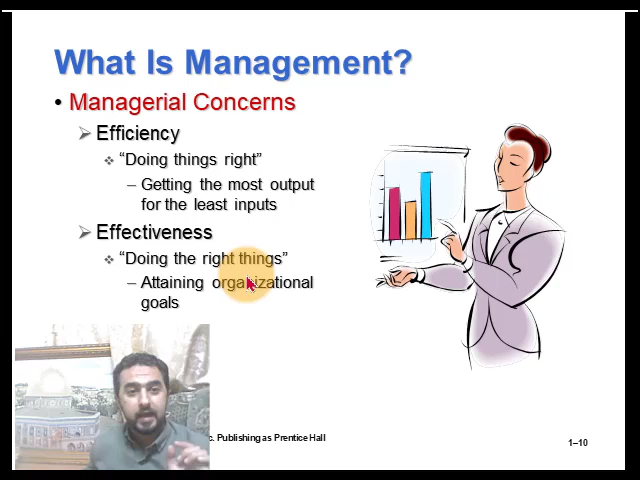 What Is Management?
• Managerial Concerns
Efficiency
“Doing things right”
– Getting the most output
for the least inputs
Effectiveness
“Doing the right things”
– Attaining organizational
goals
c. Publishing as Prentice Hall
1–10